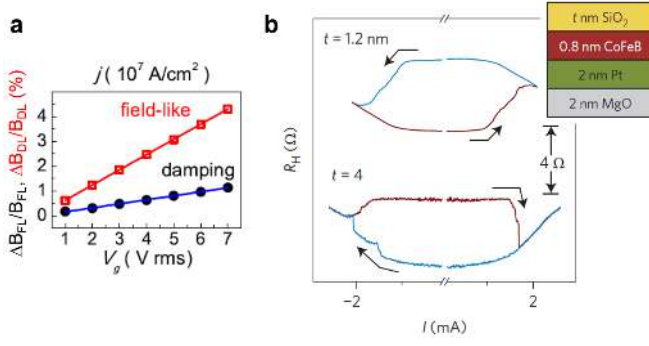 a
j ( 10⁷ A/cm² )
ΔB_FL/B_FL, ΔB_DL/B_DL (%)
4
3
2
1
0
field-like
damping
1 2 3 4 5 6 7
V_g ( V rms)
b
t = 1.2 nm
t = 4
R_H (Ω)
4 Ω
−2 2
I (mA)
t nm SiO₂
0.8 nm CoFeB
2 nm Pt
2 nm MgO